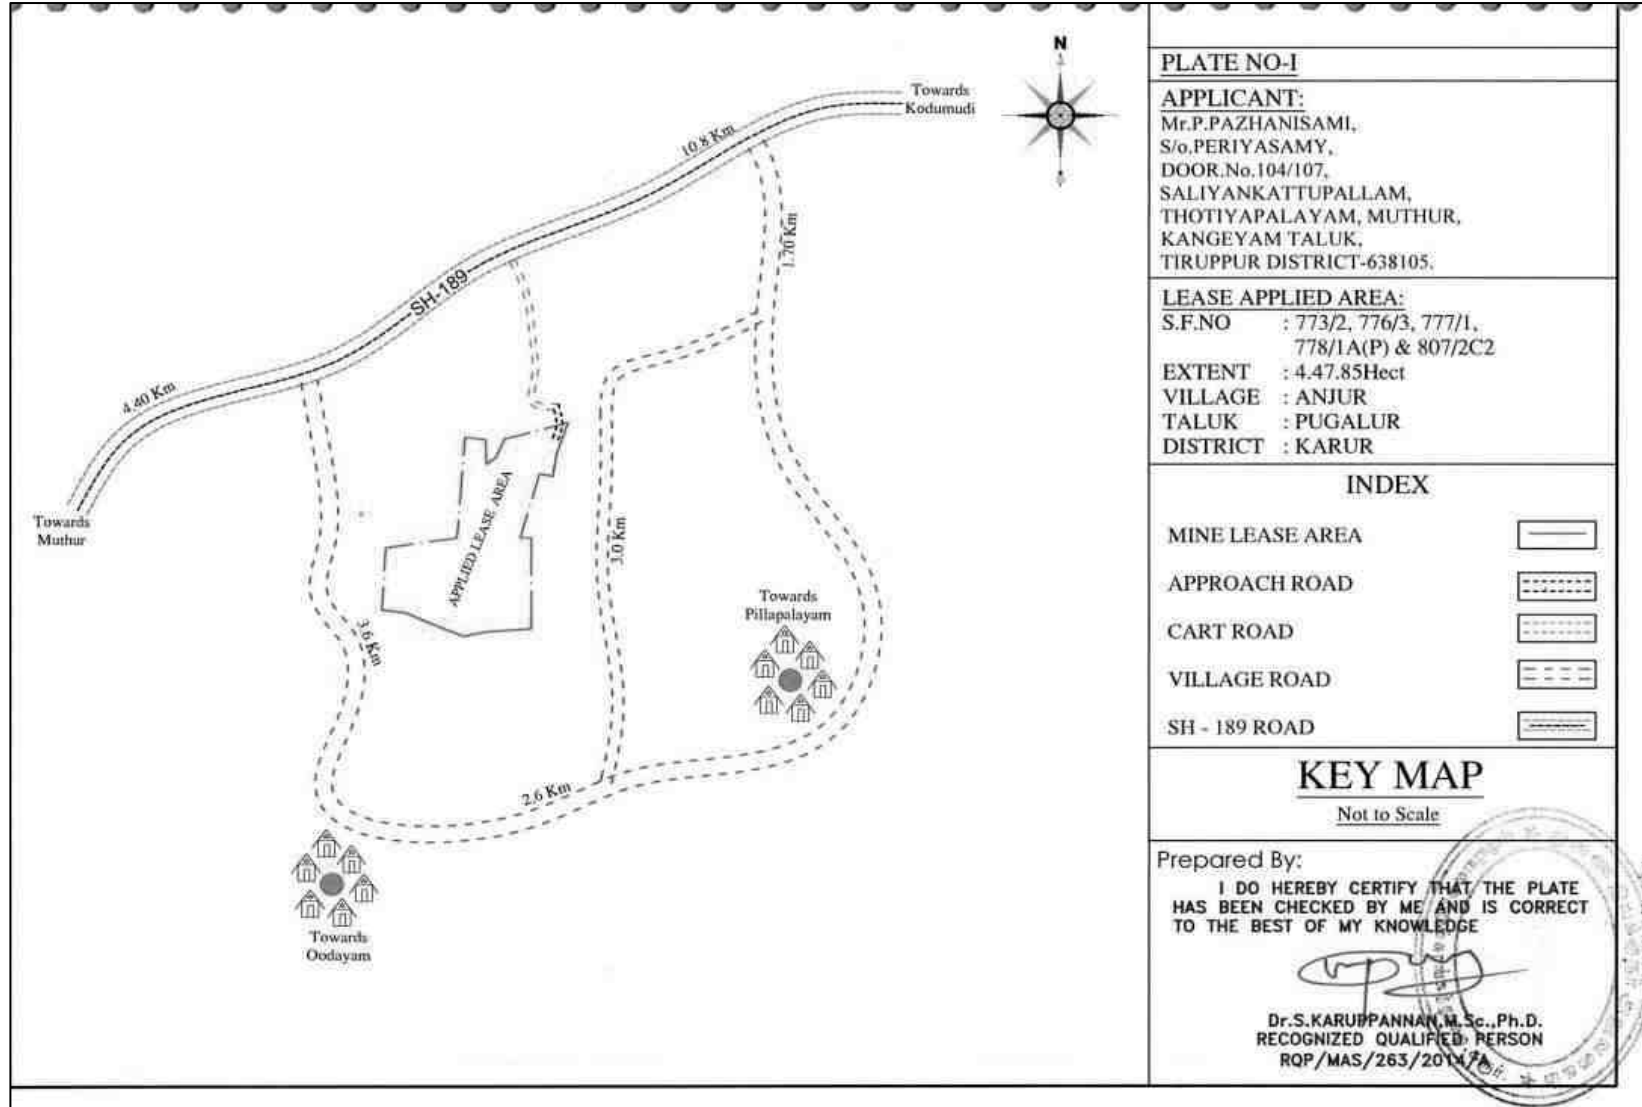 N
Towards
Kodumudi
10.8 Km
1.70 Km
SH-189
4.40 Km
Towards
Muthur
APPLIED LEASE AREA
3.0 Km
3.6 Km
Towards
Pillapalayam
2.6 Km
Towards
Oodayam
PLATE NO-I
APPLICANT:
Mr.P.PAZHANISAMI,
S/o.PERIYASAMY,
DOOR.No.104/107,
SALIYANKATTUPALLAM,
THOTIYAPALAYAM, MUTHUR,
KANGEYAM TALUK,
TIRUPPUR DISTRICT-638105.
LEASE APPLIED AREA:
S.F.NO : 773/2, 776/3, 777/1,
778/1A(P) & 807/2C2
EXTENT : 4.47.85Hect
VILLAGE : ANJUR
TALUK : PUGALUR
DISTRICT : KARUR
INDEX
MINE LEASE AREA
APPROACH ROAD
CART ROAD
VILLAGE ROAD
SH - 189 ROAD
KEY MAP
Not to Scale
Prepared By:
I DO HEREBY CERTIFY THAT THE PLATE
HAS BEEN CHECKED BY ME AND IS CORRECT
TO THE BEST OF MY KNOWLEDGE
Dr.S.KARUPPANNAN,M.Sc.,Ph.D.
RECOGNIZED QUALIFIED PERSON
RQP/MAS/263/2014/A